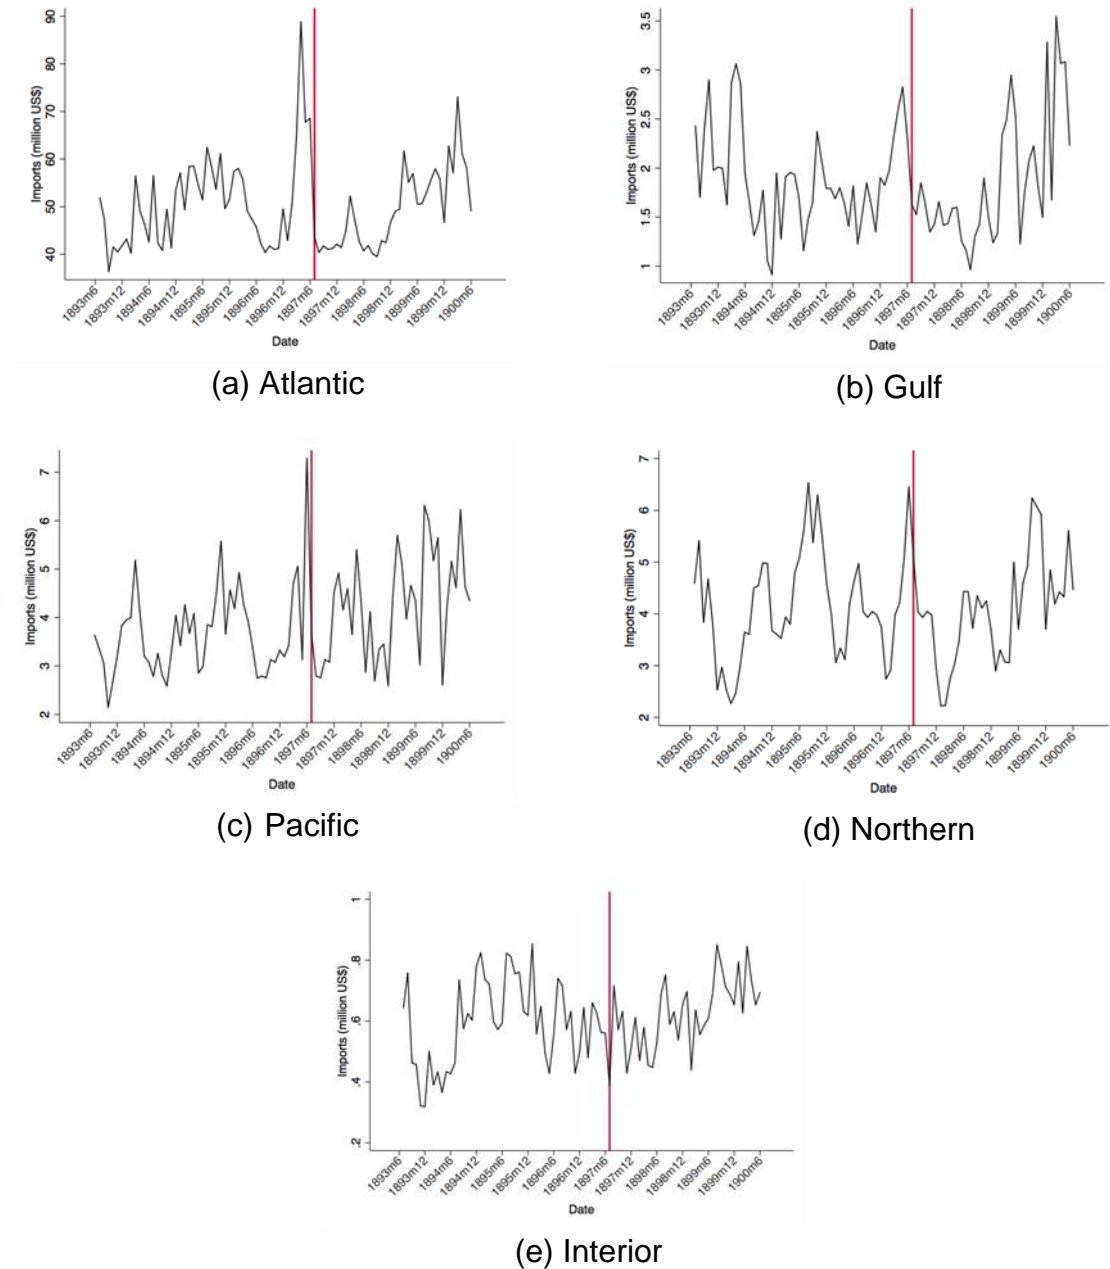 90
80
70
60
50
40
Imports (million US$)
1893m6
1893m12
1894m6
1894m12
1895m6
1895m12
1896m6
1896m12
1897m6
1897m12
1898m6
1898m12
1899m6
1899m12
1900m6
Date
(a) Atlantic
3.5
3
2.5
2
1.5
1
Imports (million US$)
1893m6
1893m12
1894m6
1894m12
1895m6
1895m12
1896m6
1896m12
1897m6
1897m12
1898m6
1898m12
1899m6
1899m12
1900m6
Date
(b) Gulf
7
6
5
4
3
2
Imports (million US$)
1893m6
1893m12
1894m6
1894m12
1895m6
1895m12
1896m6
1896m12
1897m6
1897m12
1898m6
1898m12
1899m6
1899m12
1900m6
Date
(c) Pacific
7
6
5
4
3
2
Imports (million US$)
1893m6
1893m12
1894m6
1894m12
1895m6
1895m12
1896m6
1896m12
1897m6
1897m12
1898m6
1898m12
1899m6
1899m12
1900m6
Date
(d) Northern
1
.8
.6
.4
.2
Imports (million US$)
1893m6
1893m12
1894m6
1894m12
1895m6
1895m12
1896m6
1896m12
1897m6
1897m12
1898m6
1898m12
1899m6
1899m12
1900m6
Date
(e) Interior